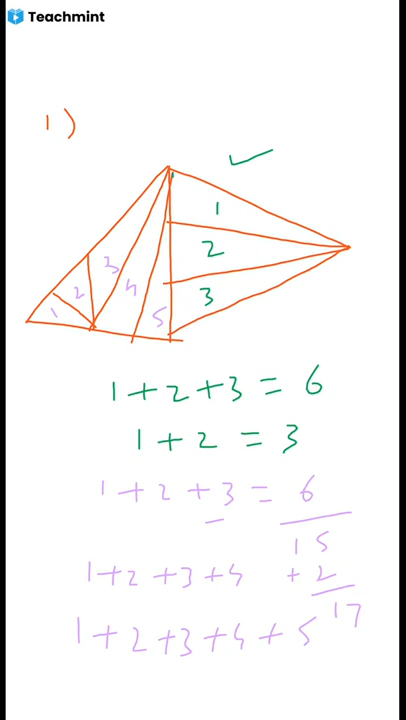 Teachmint
1)
1
2
3
1
2
3
4
5
1 + 2 + 3 = 6
1 + 2 = 3
1 + 2 + 3 = 6
15
1 + 2 + 3 + 4 + 2
17
1 + 2 + 3 + 4 + 5